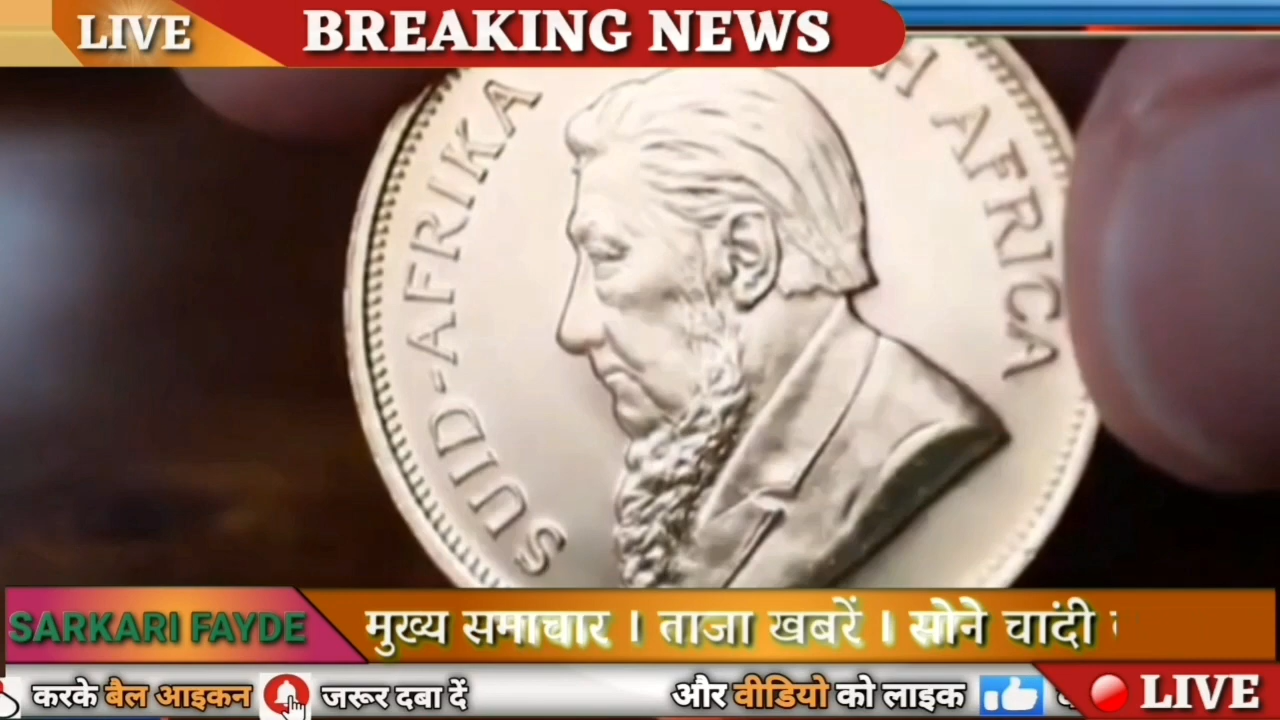 LIVE BREAKING NEWS
SUID-AFRIKA
AFRICA
SARKARI FAYDE मुख्य समाचार । ताजा खबरें । सोने चांदी
करके बैल आइकन जरूर दबा दें और वीडियो को लाइक LIVE